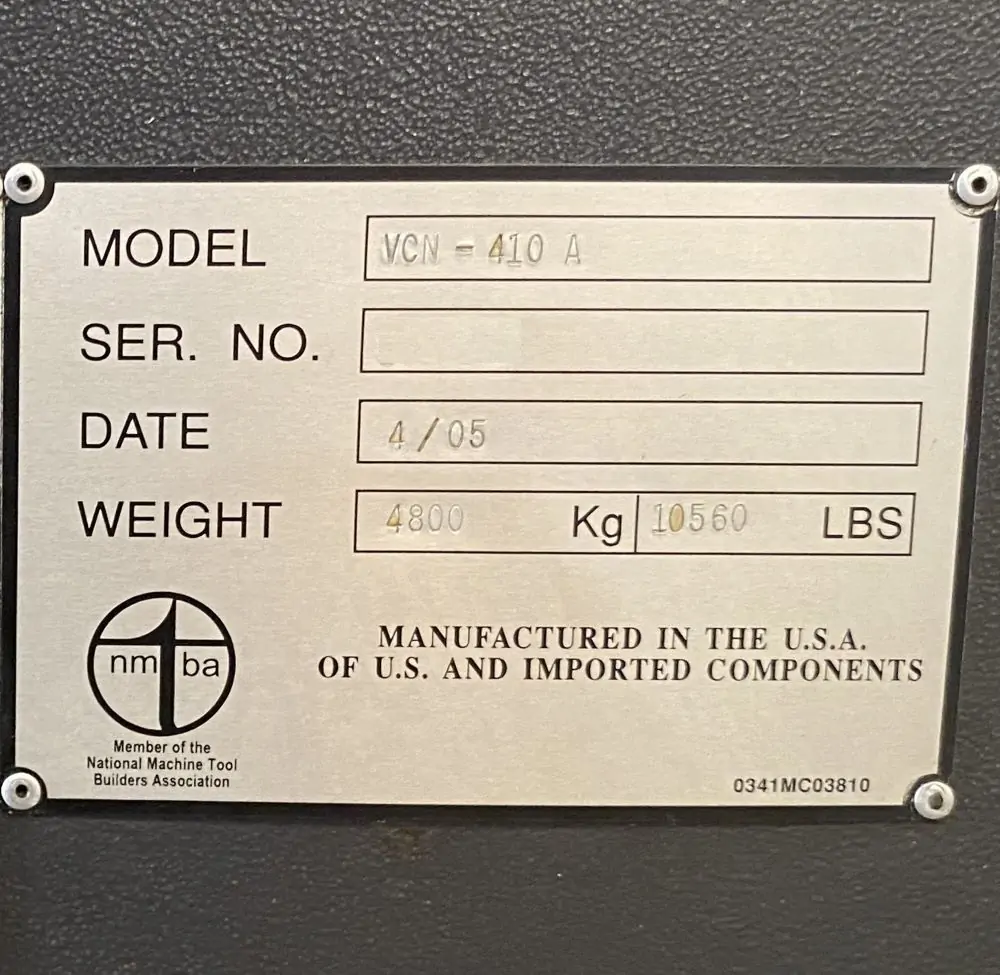 MODEL VCN - 410 A
SER. NO.
DATE 4/05
WEIGHT 4800 Kg 10560 LBS
nm ba
MANUFACTURED IN THE U.S.A.
OF U.S. AND IMPORTED COMPONENTS
Member of the
National Machine Tool
Builders Association
0341MC03810